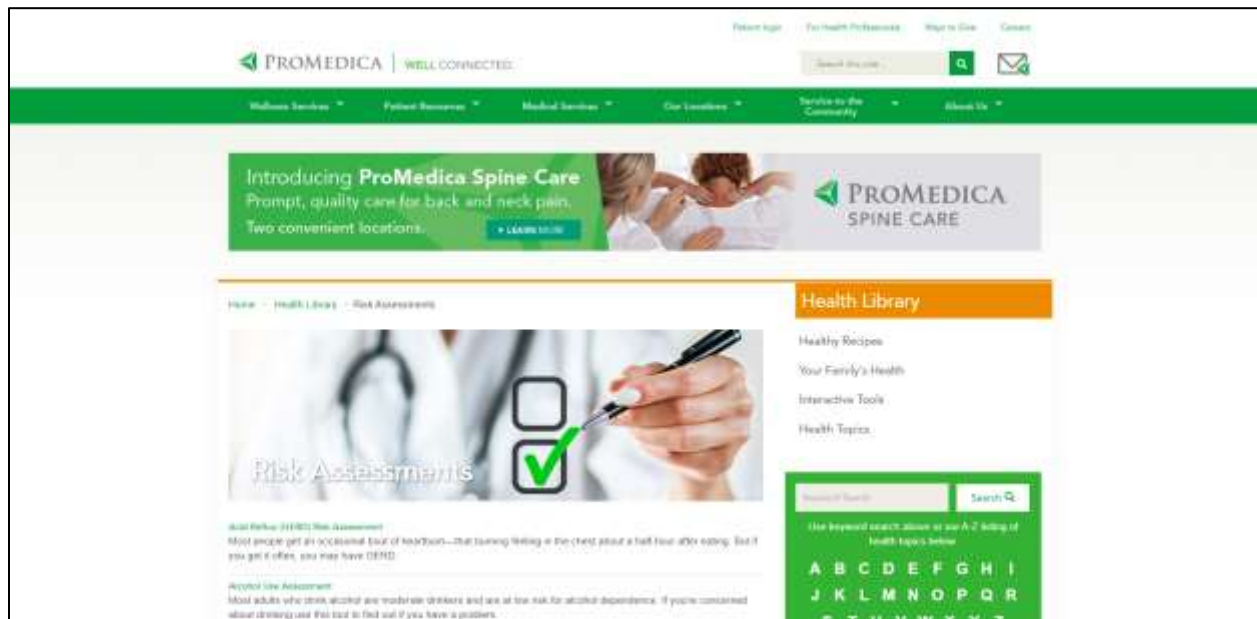 Patient login For Health Professionals Ways to Give Careers
PROMEDICA WELL CONNECTED.
Search this site...
Wellness Services Patient Resources Medical Services Our Locations Service to the Community About Us
Introducing ProMedica Spine Care
Prompt, quality care for back and neck pain.
Two convenient locations.
LEARN MORE
PROMEDICA
SPINE CARE
Home Health Library Risk Assessments
Health Library
Healthy Recipes
Your Family's Health
Interactive Tools
Health Topics
Risk Assessments
Keyword Search
Search
Use keyword search above or our A-Z listing of
health topics below
A B C D E F G H I
J K L M N O P Q R
S T U V W X Y Z
Acid Reflux (GERD) Risk Assessment
Most people get an occasional bout of heartburn—that burning feeling in the chest about a half hour after eating. But if
you get it often, you may have GERD.
Alcohol Use Assessment
Most adults who drink alcohol are moderate drinkers and are at low risk for alcohol dependence. If you're concerned
about drinking use this tool to find out if you have a problem.